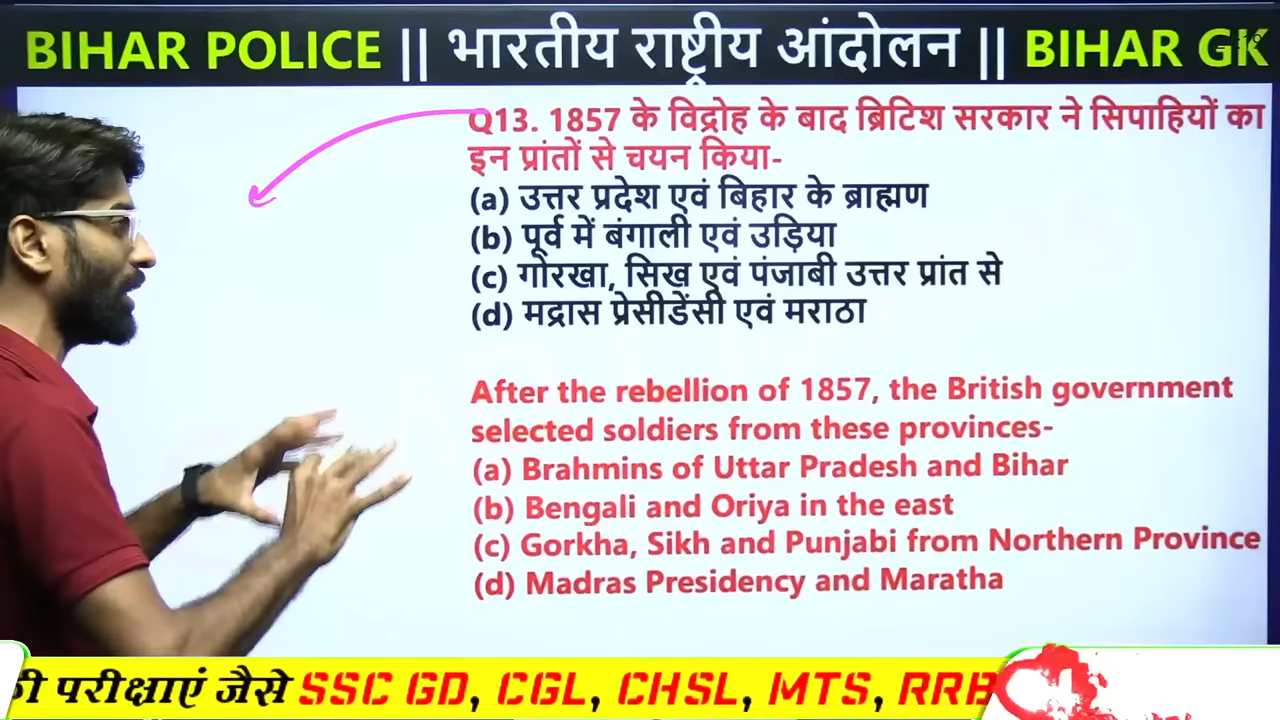 BIHAR POLICE || भारतीय राष्ट्रीय आंदोलन || BIHAR GK
Q13. 1857 के विद्रोह के बाद ब्रिटिश सरकार ने सिपाहियों का
इन प्रांतों से चयन किया-
(a) उत्तर प्रदेश एवं बिहार के ब्राह्मण
(b) पूर्व में बंगाली एवं उड़िया
(c) गोरखा, सिख एवं पंजाबी उत्तर प्रांत से
(d) मद्रास प्रेसीडेंसी एवं मराठा
After the rebellion of 1857, the British government
selected soldiers from these provinces-
(a) Brahmins of Uttar Pradesh and Bihar
(b) Bengali and Oriya in the east
(c) Gorkha, Sikh and Punjabi from Northern Province
(d) Madras Presidency and Maratha
परीक्षाएं जैसे SSC GD, CGL, CHSL, MTS, RRB